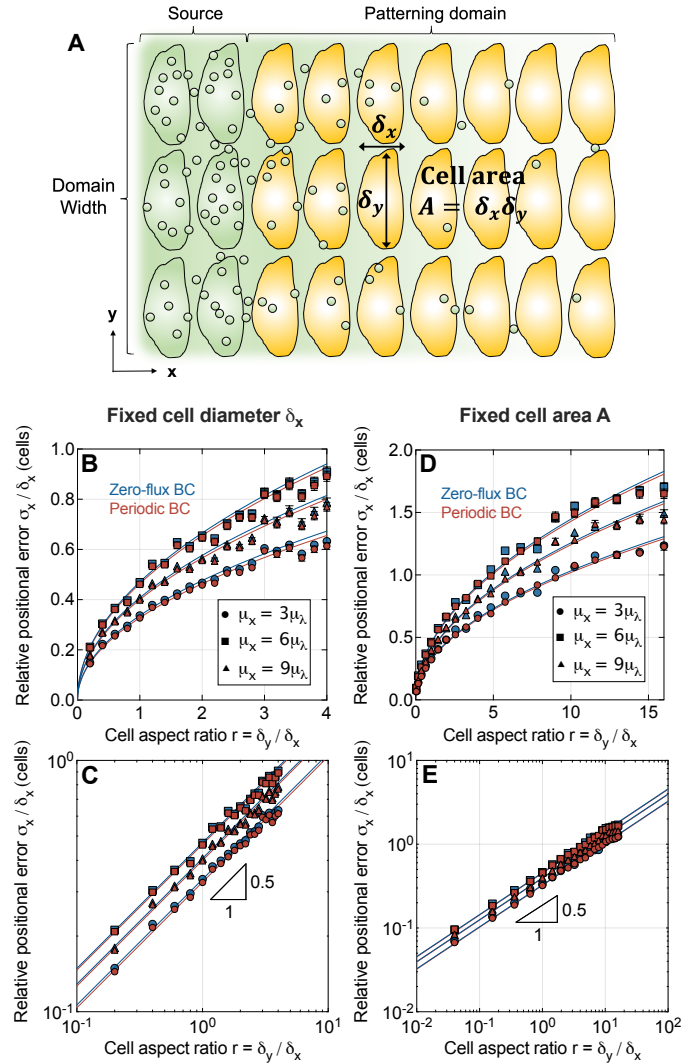 Source
Patterning domain
A
Domain
Width
δx
δy
Cell area
A = δxδy
y
x
Fixed cell diameter δx
Fixed cell area A
B
Relative positional error σx / δx (cells)
1.0
0.8
0.6
0.4
0.2
0.0
Zero-flux BC
Periodic BC
μx = 3μλ
μx = 6μλ
μx = 9μλ
0
1
2
3
4
Cell aspect ratio r = δy / δx
D
Relative positional error σx / δx (cells)
2.0
1.5
1.0
0.5
0.0
Zero-flux BC
Periodic BC
μx = 3μλ
μx = 6μλ
μx = 9μλ
0
5
10
15
Cell aspect ratio r = δy / δx
C
Relative positional error σx / δx (cells)
10^0
10^-1
0.5
1
10^-1
10^0
10^1
Cell aspect ratio r = δy / δx
E
Relative positional error σx / δx (cells)
10^1
10^0
10^-1
10^-2
0.5
1
10^-2
10^-1
10^0
10^1
10^2
Cell aspect ratio r = δy / δx